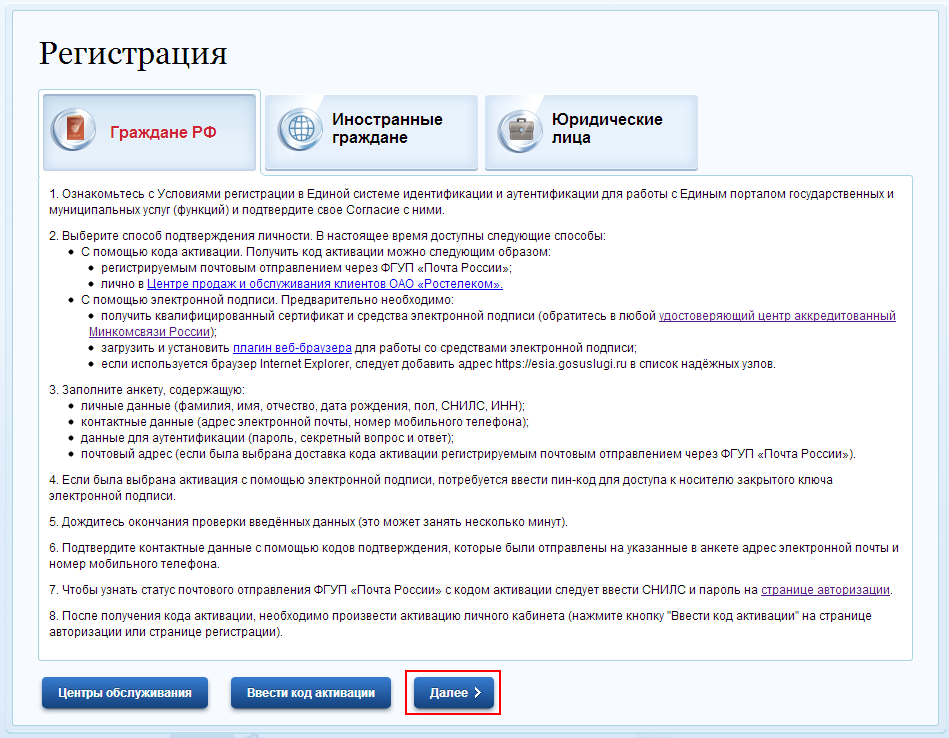 Регистрация
Граждане РФ
Иностранные
граждане
Юридические
лица
1. Ознакомьтесь с Условиями регистрации в Единой системе идентификации и аутентификации для работы с Единым порталом государственных и
муниципальных услуг (функций) и подтвердите свое Согласие с ними.
2. Выберите способ подтверждения личности. В настоящее время доступны следующие способы:
• С помощью кода активации. Получить код активации можно следующим образом:
• регистрируемым почтовым отправлением через ФГУП «Почта России»;
• лично в Центре продаж и обслуживания клиентов ОАО «Ростелеком».
• С помощью электронной подписи. Предварительно необходимо:
• получить квалифицированный сертификат и средства электронной подписи (обратитесь в любой удостоверяющий центр аккредитованный
Минкомсвязи России);
• загрузить и установить плагин веб-браузера для работы со средствами электронной подписи;
• если используется браузер Internet Explorer, следует добавить адрес https://esia.gosuslugi.ru в список надёжных узлов.
3. Заполните анкету, содержащую:
• личные данные (фамилия, имя, отчество, дата рождения, пол, СНИЛС, ИНН);
• контактные данные (адрес электронной почты, номер мобильного телефона);
• данные для аутентификации (пароль, секретный вопрос и ответ);
• почтовый адрес (если была выбрана доставка кода активации регистрируемым почтовым отправлением через ФГУП «Почта России»).
4. Если была выбрана активация с помощью электронной подписи, потребуется ввести пин-код для доступа к носителю закрытого ключа
электронной подписи.
5. Дождитесь окончания проверки введённых данных (это может занять несколько минут).
6. Подтвердите контактные данные с помощью кодов подтверждения, которые были отправлены на указанные в анкете адрес электронной почты и
номер мобильного телефона.
7. Чтобы узнать статус почтового отправления ФГУП «Почта России» с кодом активации следует ввести СНИЛС и пароль на странице авторизации.
8. После получения кода активации, необходимо произвести активацию личного кабинета (нажмите кнопку "Ввести код активации" на странице
авторизации или странице регистрации).
Центры обслуживания
Ввести код активации
Далее